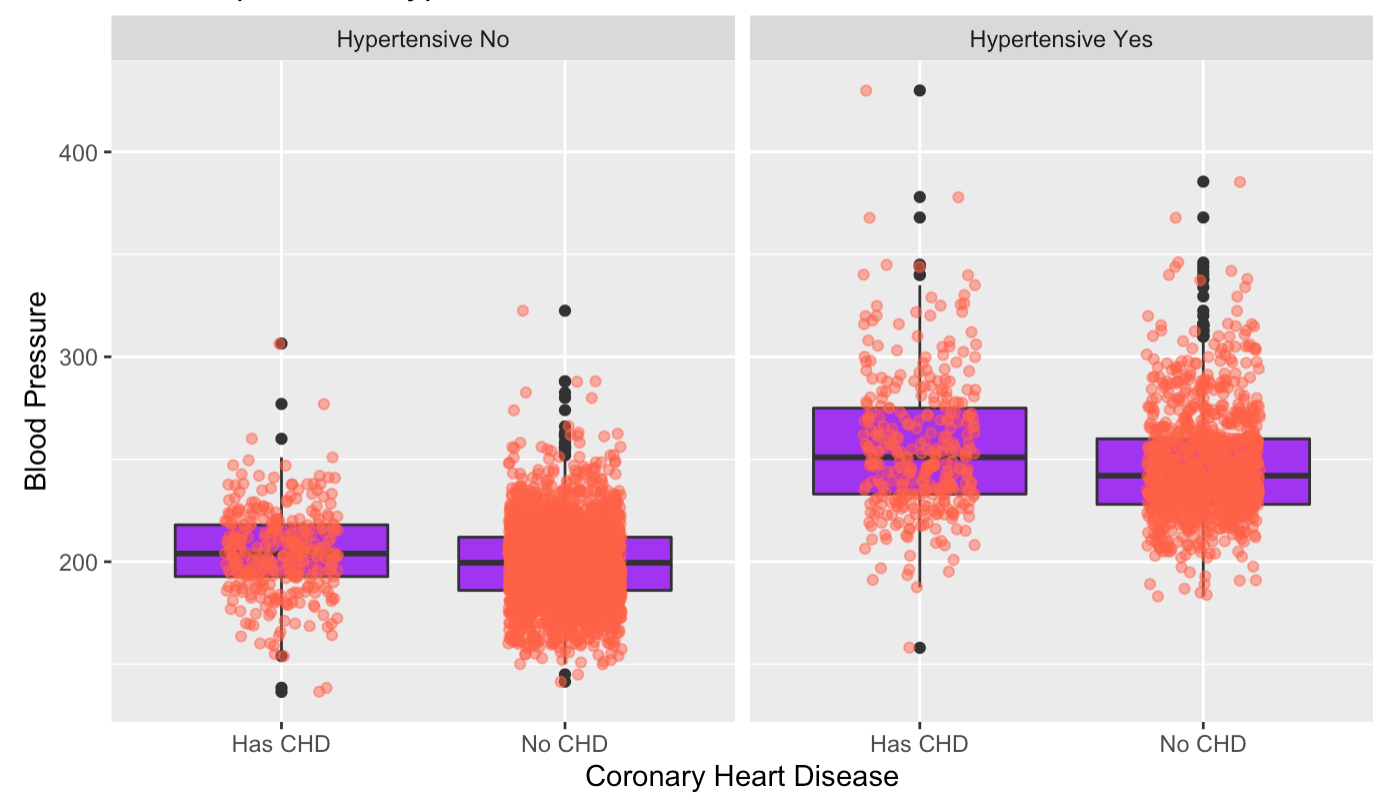 Hypertensive No
Hypertensive Yes
400
300
200
Blood Pressure
Has CHD
No CHD
Has CHD
No CHD
Coronary Heart Disease